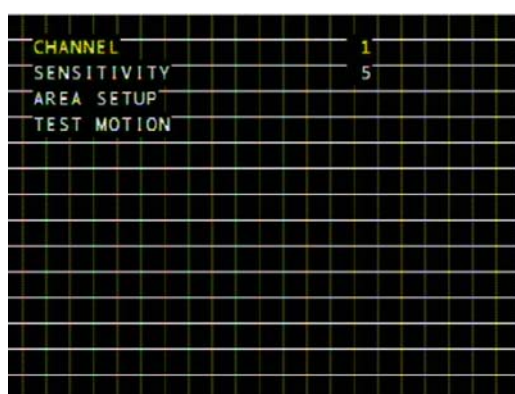 CHANNEL 1
SENSITIVITY 5
AREA SETUP
TEST MOTION